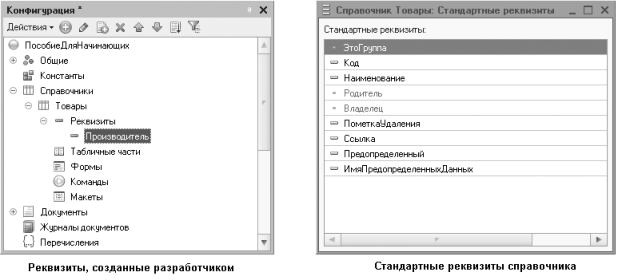 Конфигурация *
Действия
ПособиеДляНачинающих
Общие
Константы
Справочники
Товары
Реквизиты
Производитель
Табличные части
Формы
Команды
Макеты
Документы
Журналы документов
Перечисления
Реквизиты, созданные разработчиком
Справочник Товары: Стандартные реквизиты
Стандартные реквизиты:
ЭтоГруппа
Код
Наименование
Родитель
Владелец
ПометкаУдаления
Ссылка
Предопределенный
ИмяПредопределенныхДанных
Стандартные реквизиты справочника